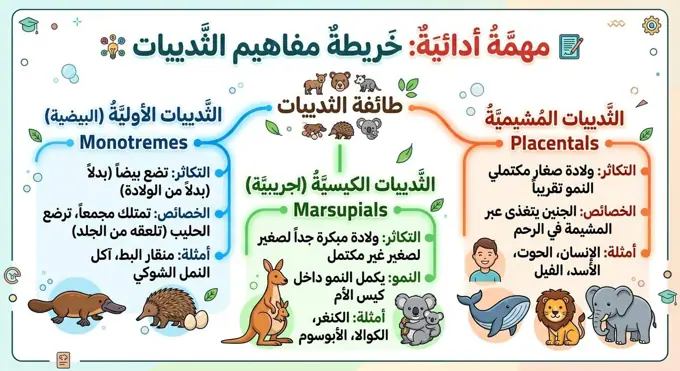 مهمَّةُ أدائيَةٌ: خَريطةُ مفاهيم الثَّدييات
طائفة الثدييات
الثَّدييات المُشيميَّةُ
Placentals
التكاثر: ولادة صغار مكتملي
النمو تقريباً
الخصائص: الجنين يتغذى عبر
المشيمة في الرحم
أمثلة: الإنسان، الحوت،
الأسد، الفيل
الثَّدييات الكيسيَّةُ (اجريبيَّة)
Marsupials
التكاثر: ولادة مبكرة جداً لصغير
لصغير غير مكتمل
النمو: يكمل النمو داخل
كيس الأم
أمثلة: الكنغر،
الكوالا، الأبوسوم
الثَّدييات الأوليَّةُ (البيضية)
Monotremes
التكاثر: تضع بيضاً (بدلاً
(بدلاً من الولادة)
الخصائص: تمتلك مجمعاً، ترضع
الحليب (تلعقه من الجلد)
أمثلة: منقار البط، آكل
النمل الشوكي